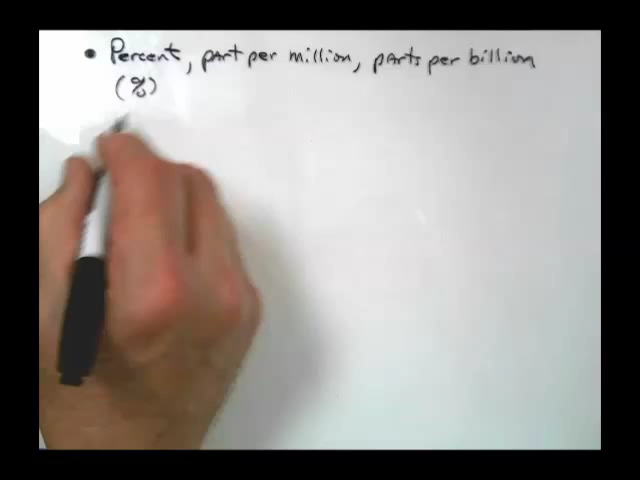 • Percent, part per million, parts per billion
(%)